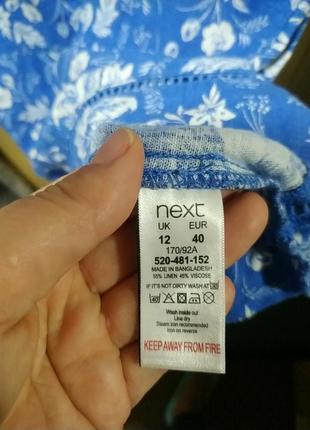 next
UK EUR
12 40
170/92A
520-481-152
MADE IN BANGLADESH
55% LINEN 45% VISCOSE
IF IT'S NOT DIRTY WASH AT
Wash inside out
Line dry
Steam iron recommended
Iron on reverse
KEEP AWAY FROM FIRE